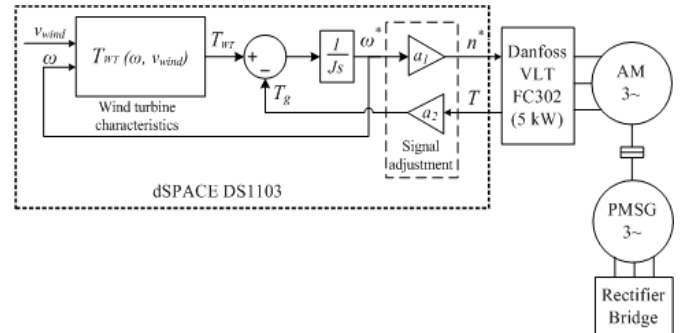 v_wind
ω
T_WT (ω, v_wind)
Wind turbine
characteristics
T_WT
+
−
T_g
1
Js
ω*
a_1
n*
a_2
T
Signal
adjustment
dSPACE DS1103
Danfoss
VLT
FC302
(5 kW)
AM
3~
PMSG
3~
Rectifier
Bridge